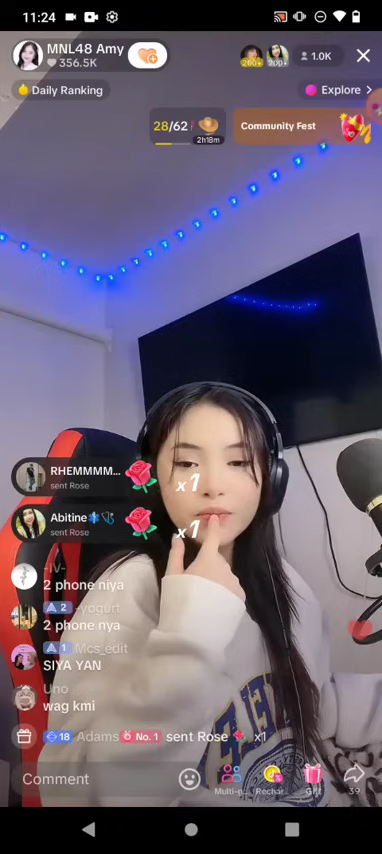 11:24
MNL48 Amy
356.5K
200+
200+
1.0K
Daily Ranking
Explore
28/62
2h18m
Community Fest
RHEMMMM...
sent Rose
x1
Abitine
sent Rose
x1
-IV-
2 phone niya
2 -yogurt
2 phone nya
1 Mcs_edit
SIYA YAN
Uno
wag kmi
18 Adams No. 1 sent Rose x1
Comment
Multi-g...
Rechar...
Gift
39